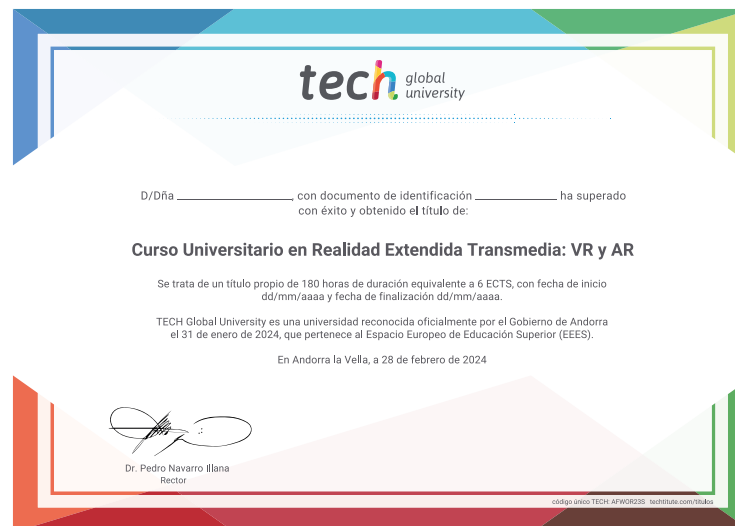 tech global
university
D/Dña ____________, con documento de identificación ____________ ha superado
con éxito y obtenido el título de:
Curso Universitario en Realidad Extendida Transmedia: VR y AR
Se trata de un título propio de 180 horas de duración equivalente a 6 ECTS, con fecha de inicio
dd/mm/aaaa y fecha de finalización dd/mm/aaaa.
TECH Global University es una universidad reconocida oficialmente por el Gobierno de Andorra
el 31 de enero de 2024, que pertenece al Espacio Europeo de Educación Superior (EEES).
En Andorra la Vella, a 28 de febrero de 2024
Dr. Pedro Navarro Illana
Rector
código único TECH: AFWOR23S techtitute.com/titulos